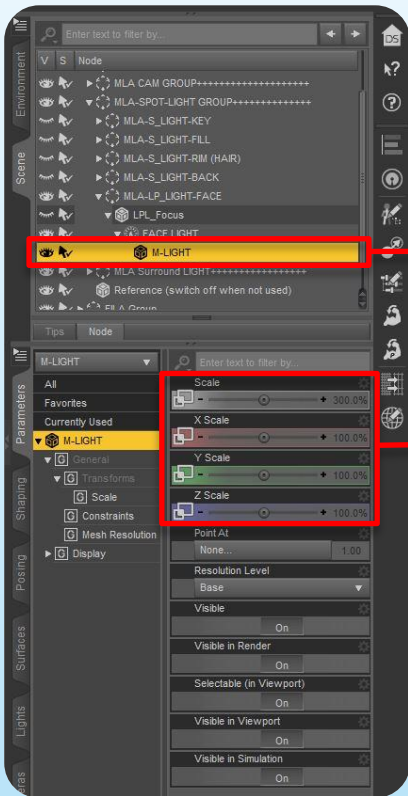 Environment
Scene
Enter text to filter by...
V S Node
MLA CAM GROUP++++++++++++++++++++
MLA-SPOT-LIGHT GROUP++++++++++++++
MLA-S_LIGHT-KEY
MLA-S_LIGHT-FILL
MLA-S_LIGHT-RIM (HAIR)
MLA-S_LIGHT-BACK
MLA-LP_LIGHT-FACE
LPL_Focus
FACE LIGHT
M-LIGHT
MLA Surround LIGHT+++++++++++++++++
Reference (switch off when not used)
Tips Node
DS
Parameters
Shaping
Posing
Surfaces
Lights
M-LIGHT
All
Favorites
Currently Used
M-LIGHT
G General
G Transforms
G Scale
G Constraints
G Mesh Resolution
G Display
Enter text to filter by...
Scale
- + 300.0%
X Scale
- + 100.0%
Y Scale
- + 100.0%
Z Scale
- + 100.0%
Point At
None... 1.00
Resolution Level
Base
Visible
On
Visible in Render
On
Selectable (in Viewport)
On
Visible in Viewport
On
Visible in Simulation
On